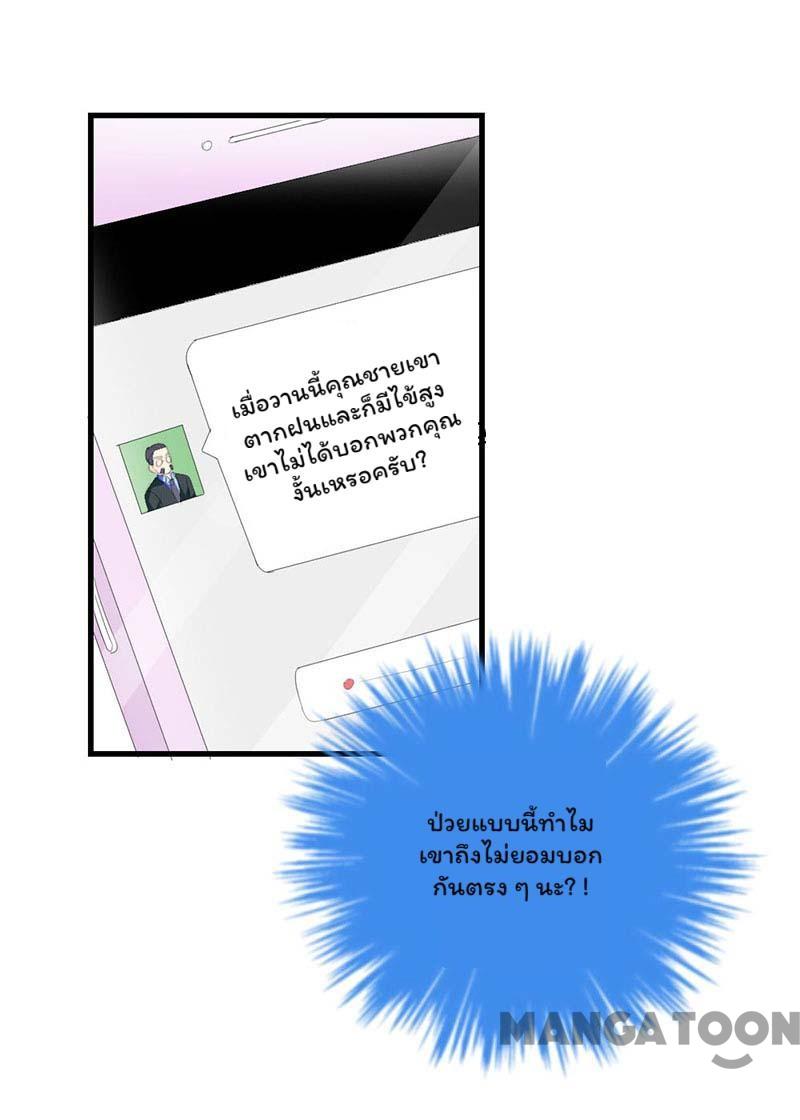 เมื่อวานนี้คุณชายเขา
ตากฝนและก็มีไข้สูง
เขาไม่ได้บอกพวกคุณ
งั้นเหรอครับ?
ป่วยแบบนี้ทำไม
เขาถึงไม่ยอมบอก
กันตรง ๆ นะ?!
MANGATOON